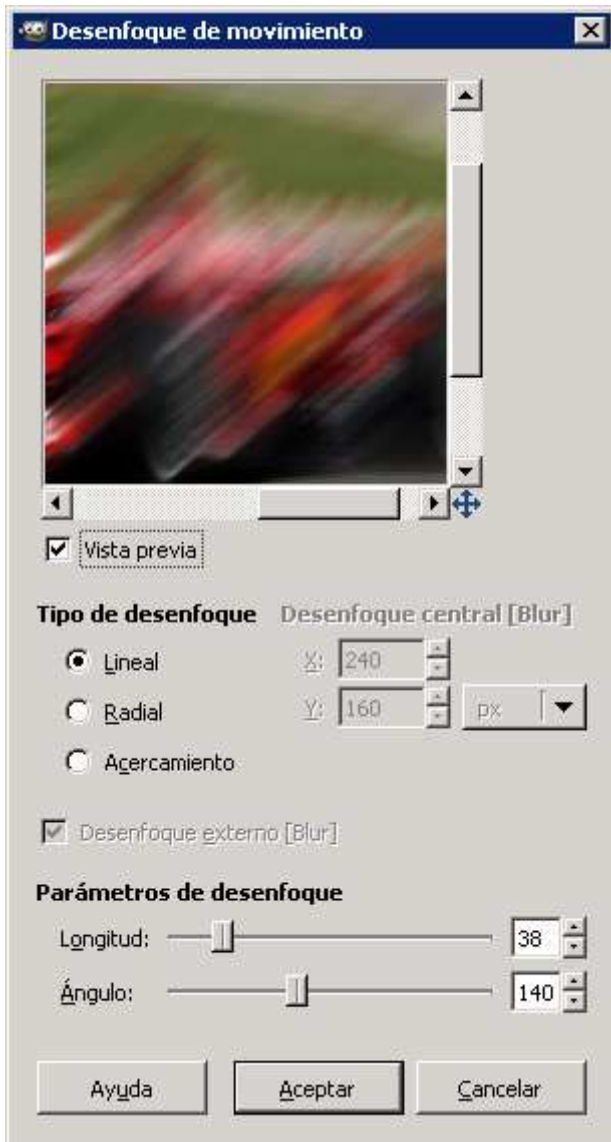 Desenfoque de movimiento
Vista previa
Tipo de desenfoque Desenfoque central [Blur]
Lineal X: 240
Radial Y: 160 px
Acercamiento
Desenfoque externo [Blur]
Parámetros de desenfoque
Longitud: 38
Ángulo: 140
Ayuda Aceptar Cancelar